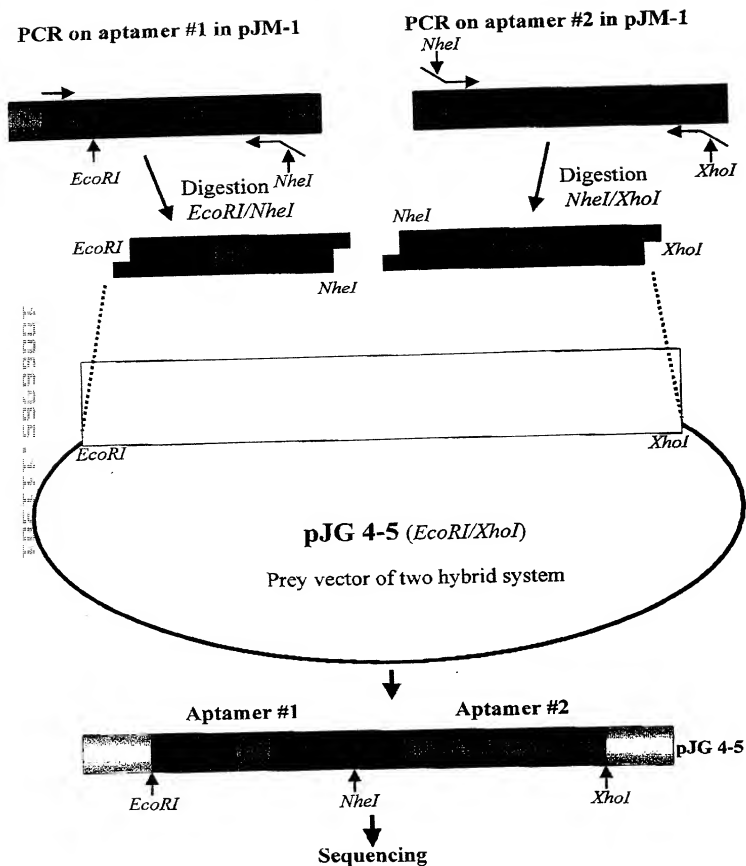 PCR on aptamer #1 in pJM-1
PCR on aptamer #2 in pJM-1
NheI
EcoRI
NheI
XhoI
Digestion
EcoRI/NheI
Digestion
NheI/XhoI
EcoRI
NheI
NheI
XhoI
EcoRI
XhoI
pJG 4-5 (EcoRI/XhoI)
Prey vector of two hybrid system
Aptamer #1
Aptamer #2
pJG 4-5
EcoRI
NheI
XhoI
Sequencing